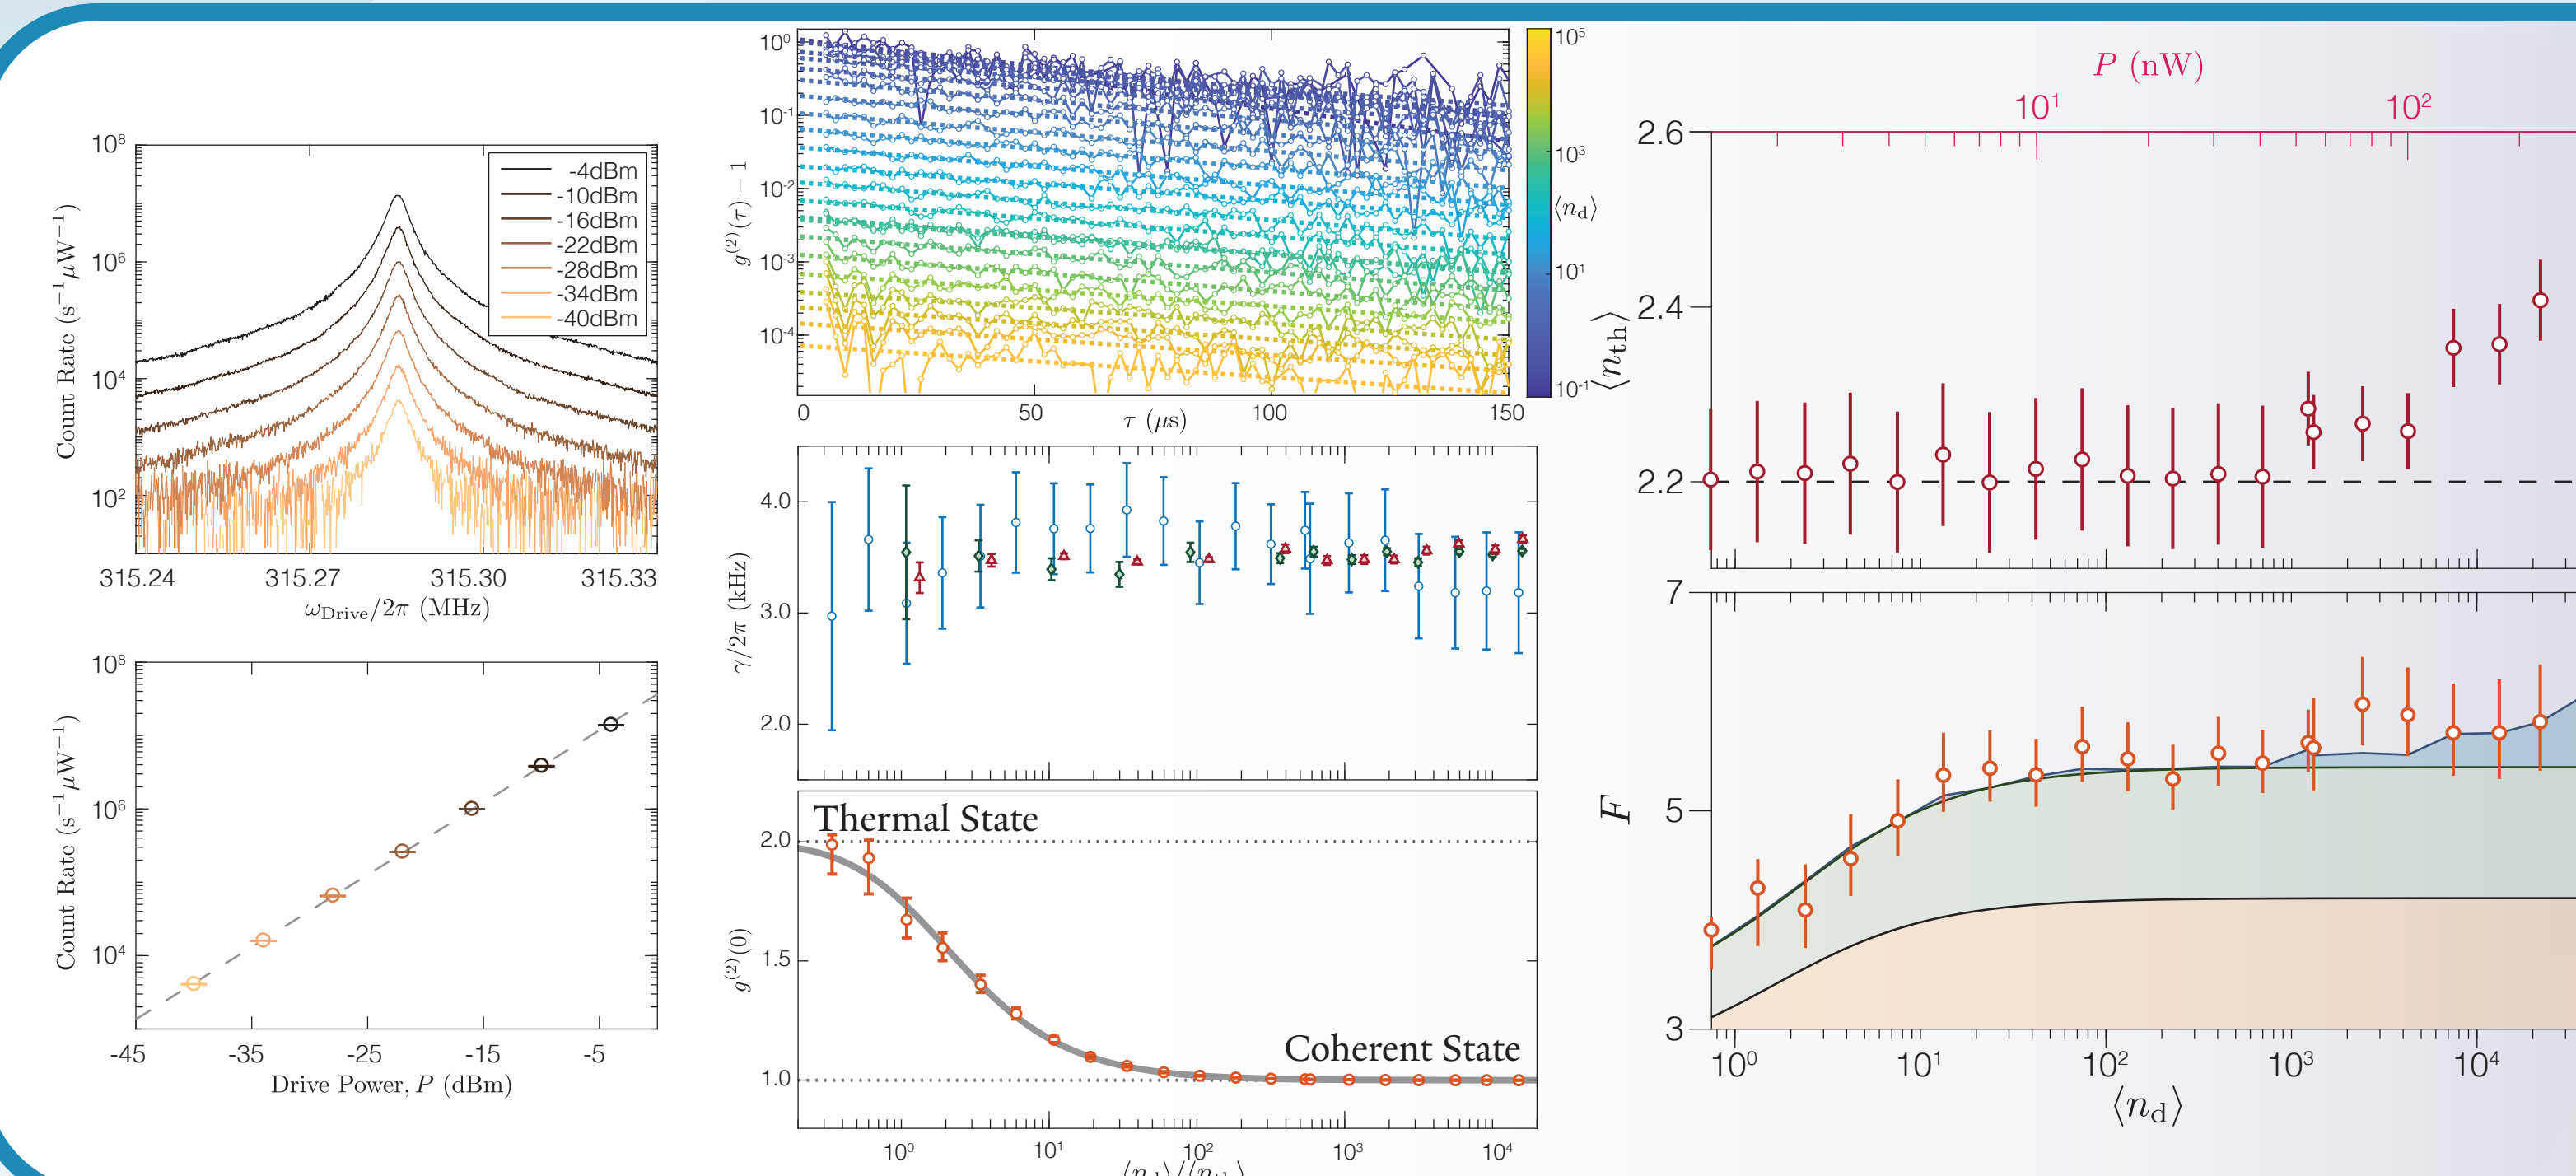 10⁸
10⁶
10⁴
10²
Count Rate (s⁻¹μW⁻¹)
-4dBm
-10dBm
-16dBm
-22dBm
-28dBm
-34dBm
-40dBm
315.24 315.27 315.30 315.33
ω_Drive/2π (MHz)
10⁸
10⁶
10⁴
Count Rate (s⁻¹μW⁻¹)
-45 -35 -25 -15 -5
Drive Power, P (dBm)
10⁰
10⁻¹
10⁻²
10⁻³
10⁻⁴
g⁽²⁾(τ) − 1
0 50 100 150
τ (μs)
10⁵
10³
⟨n_d⟩
10¹
10⁻¹
4.0
3.0
2.0
γ/2π (kHz)
Thermal State
2.0
1.5
1.0
g⁽²⁾(0)
Coherent State
10⁰ 10¹ 10² 10³ 10⁴
P (nW)
10¹ 10²
2.6
2.4
2.2
⟨n_th⟩
7
5
3
F
10⁰ 10¹ 10² 10³ 10⁴
⟨n_d⟩